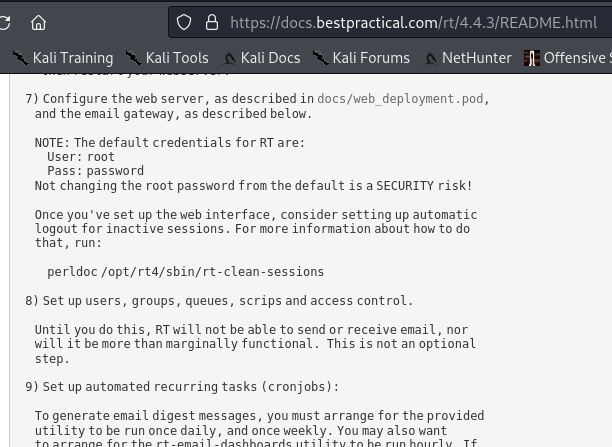 https://docs.bestpractical.com/rt/4.4.3/README.html
Kali Training Kali Tools Kali Docs Kali Forums NetHunter Offensive S
then restart your webserver.
7) Configure the web server, as described in docs/web_deployment.pod,
and the email gateway, as described below.
NOTE: The default credentials for RT are:
User: root
Pass: password
Not changing the root password from the default is a SECURITY risk!
Once you've set up the web interface, consider setting up automatic
logout for inactive sessions. For more information about how to do
that, run:
perldoc /opt/rt4/sbin/rt-clean-sessions
8) Set up users, groups, queues, scrips and access control.
Until you do this, RT will not be able to send or receive email, nor
will it be more than marginally functional. This is not an optional
step.
9) Set up automated recurring tasks (cronjobs):
To generate email digest messages, you must arrange for the provided
utility to be run once daily, and once weekly. You may also want
to arrange for the rt-email-dashboards utility to be run hourly. If